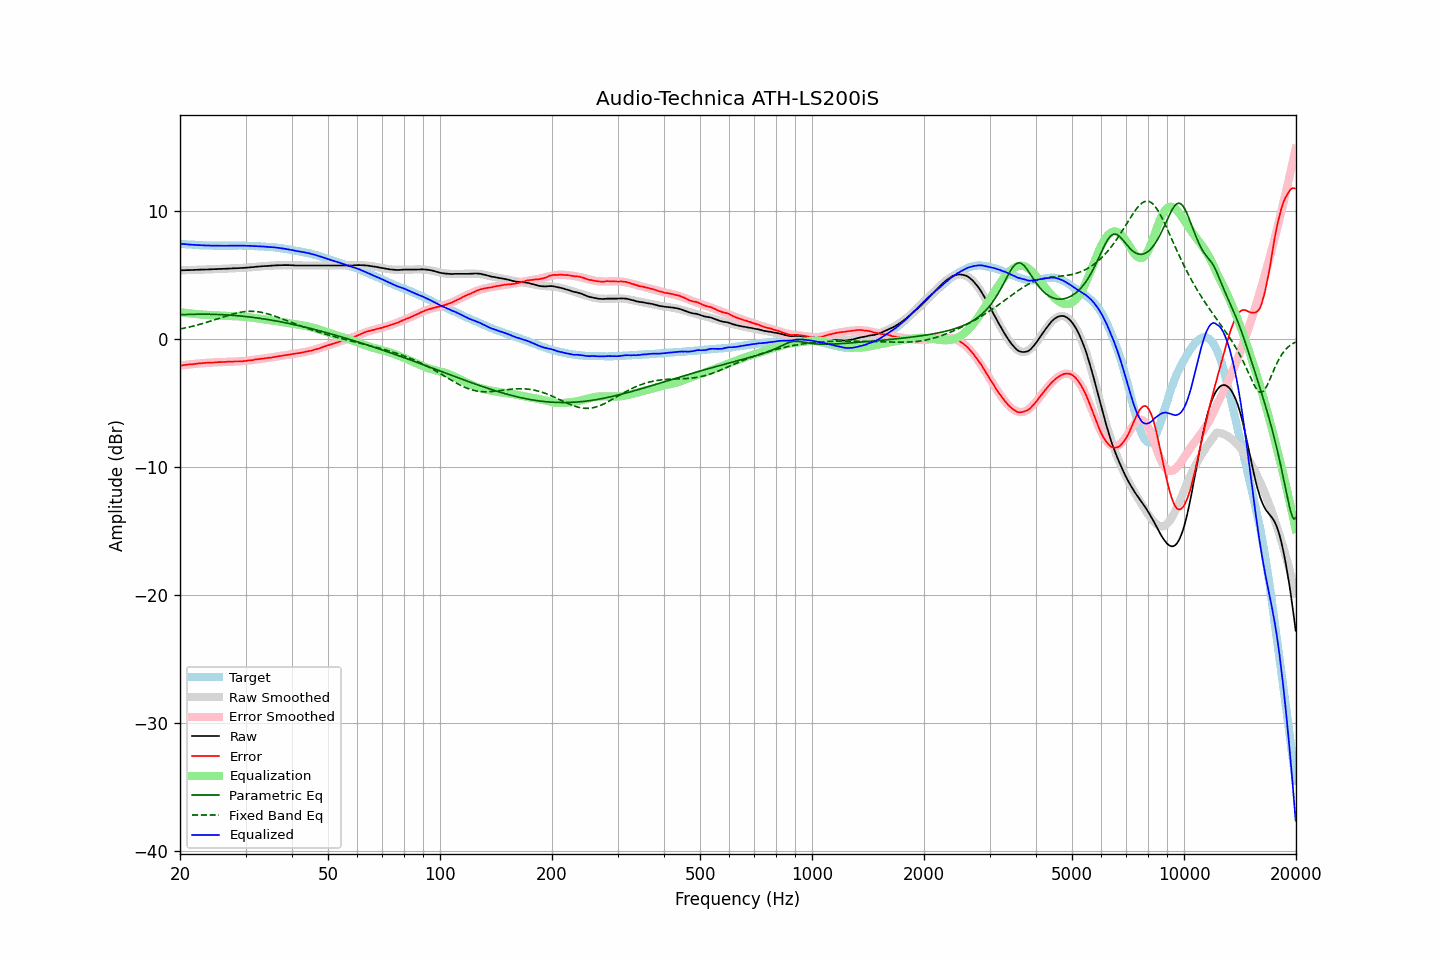 Audio-Technica ATH-LS200iS
Amplitude (dBr)
10
0
−10
−20
−30
−40
Target
Raw Smoothed
Error Smoothed
Raw
Error
Equalization
Parametric Eq
Fixed Band Eq
Equalized
20 50 100 200 500 1000 2000 5000 10000 20000
Frequency (Hz)